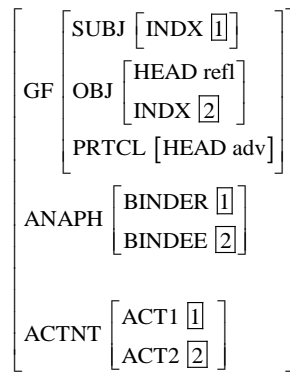 SUBJ [INDX 1]
GF OBJ [HEAD refl
INDX 2]
PRTCL [HEAD adv]
ANAPH [BINDER 1
BINDEE 2]
ACTNT [ACT1 1
ACT2 2]